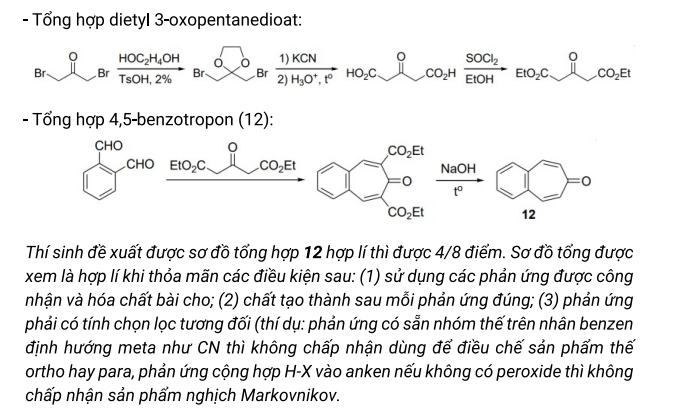 - Tổng hợp dietyl 3-oxopentanedioat:
O HOC₂H₄OH O O 1) KCN O SOCl₂ O
Br Br TsOH, 2% Br Br 2) H₃O⁺, tº HO₂C CO₂H EtOH EtO₂C CO₂Et
- Tổng hợp 4,5-benzotropon (12):
CHO O CO₂Et
CHO EtO₂C CO₂Et O NaOH O
CO₂Et tº 12
Thí sinh đề xuất được sơ đồ tổng hợp 12 hợp lí thì được 4/8 điểm. Sơ đồ tổng được
xem là hợp lí khi thỏa mãn các điều kiện sau: (1) sử dụng các phản ứng được công
nhận và hóa chất bài cho; (2) chất tạo thành sau mỗi phản ứng đúng; (3) phản ứng
phải có tính chọn lọc tương đối (thí dụ: phản ứng có sẵn nhóm thế trên nhân benzen
định hướng meta như CN thì không chấp nhận dùng để điều chế sản phẩm thế
ortho hay para, phản ứng cộng hợp H-X vào anken nếu không có peroxide thì không
chấp nhận sản phẩm nghịch Markovnikov.